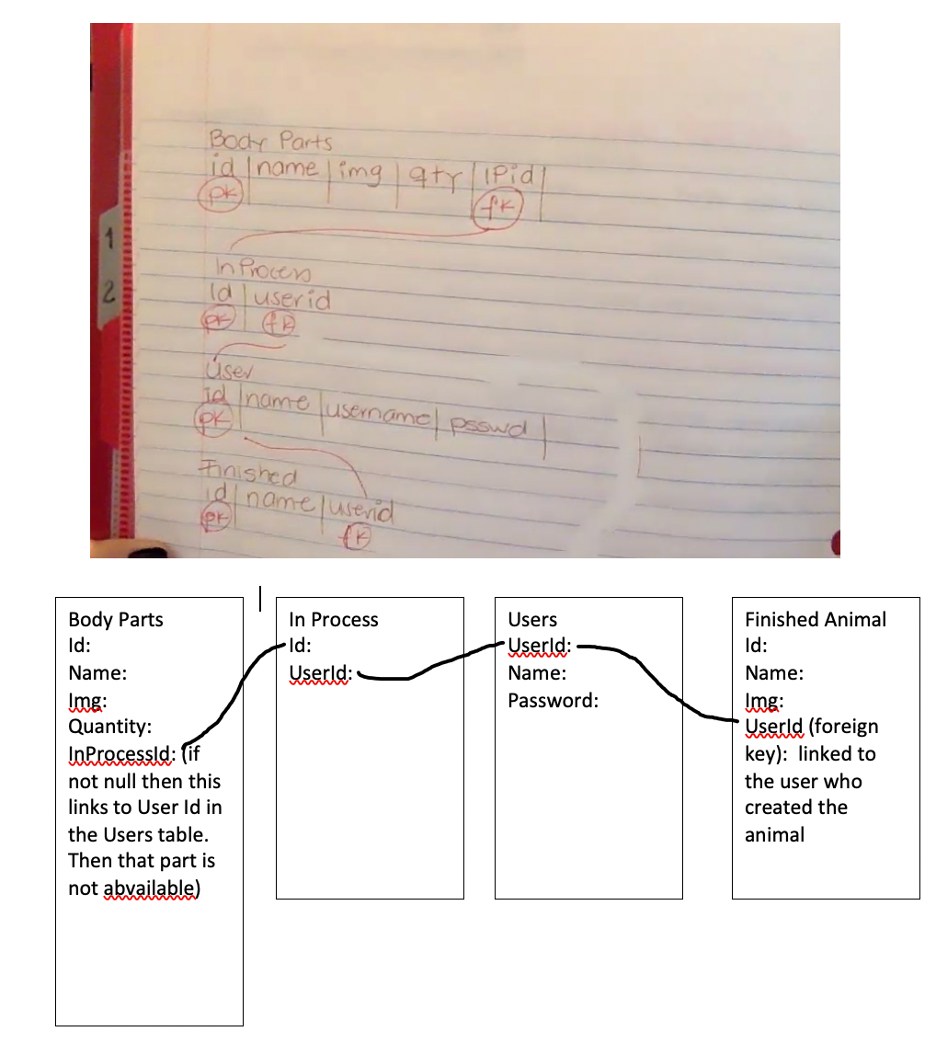 Body Parts
id name img qty IPid
pk fk
In Process
Id userid
pk fk
User
id name username psswd
pk
Finished
id name userid
pk fk
1
2
Body Parts
Id:
Name:
Img:
Quantity:
InProcessId: (if
not null then this
links to User Id in
the Users table.
Then that part is
not abvailable)
In Process
Id:
UserId:
Users
UserId:
Name:
Password:
Finished Animal
Id:
Name:
Img:
UserId (foreign
key): linked to
the user who
created the
animal